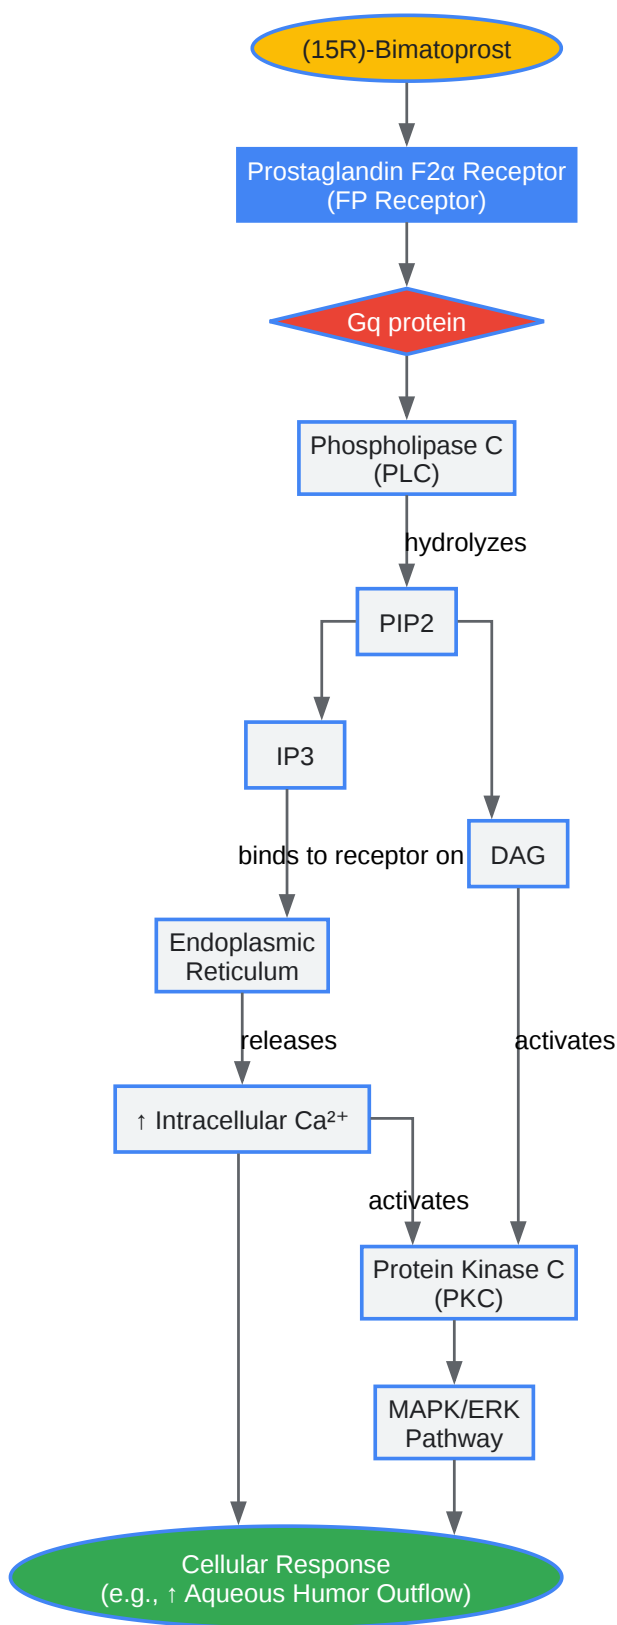 (15R)-Bimatoprost
Prostaglandin F2α Receptor
(FP Receptor)
Gq protein
Phospholipase C
(PLC)
hydrolyzes
PIP2
IP3
binds to receptor on
DAG
Endoplasmic
Reticulum
releases
activates
↑ Intracellular Ca²⁺
activates
Protein Kinase C
(PKC)
MAPK/ERK
Pathway
Cellular Response
(e.g., ↑ Aqueous Humor Outflow)